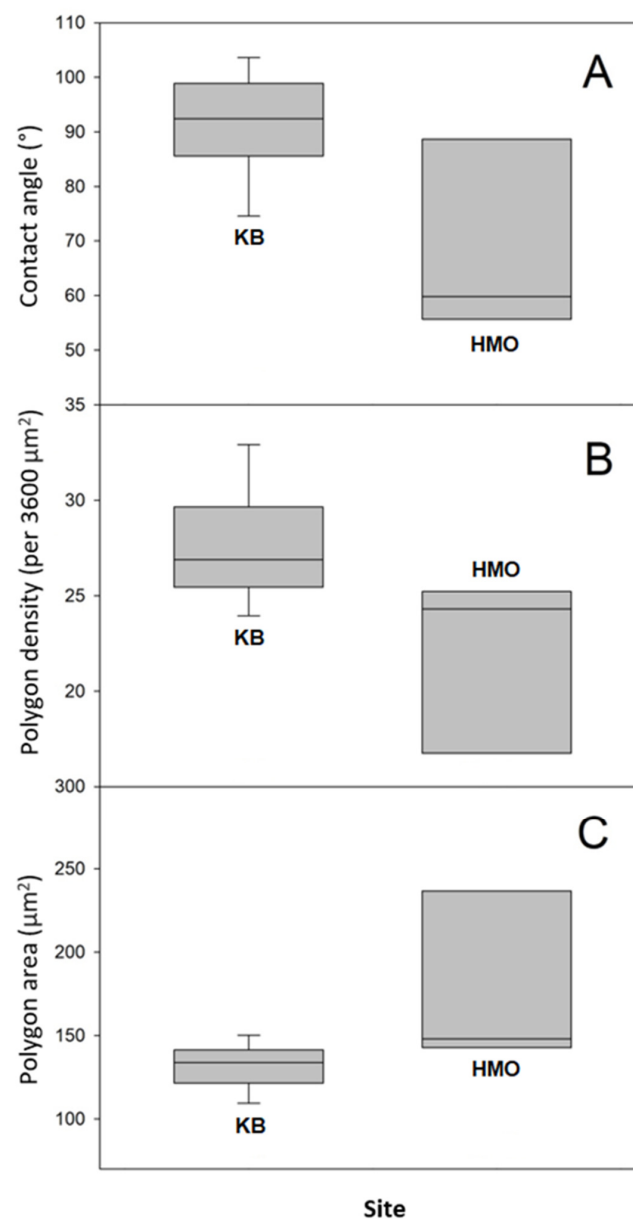 110
100
90
80
70
60
50
Contact angle (°)
A
KB
HMO
35
30
25
20
Polygon density (per 3600 µm²)
B
HMO
KB
300
250
200
150
100
Polygon area (µm²)
C
HMO
KB
Site